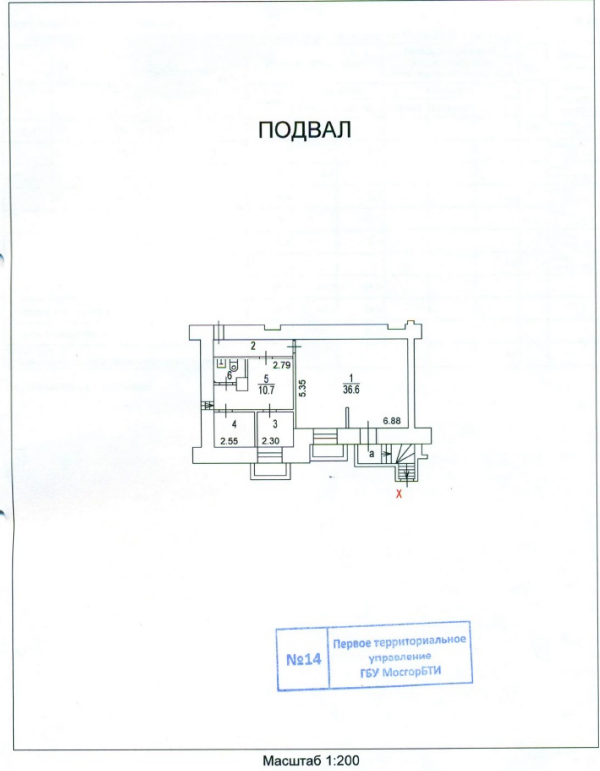 ПОДВАЛ
2
2.79
6
5
10.7
5.35
1
36.6
4
3
2.55
2.30
6.88
а
X
№14
Первое территориальное
управление
ГБУ МосгорБТИ
Масштаб 1:200